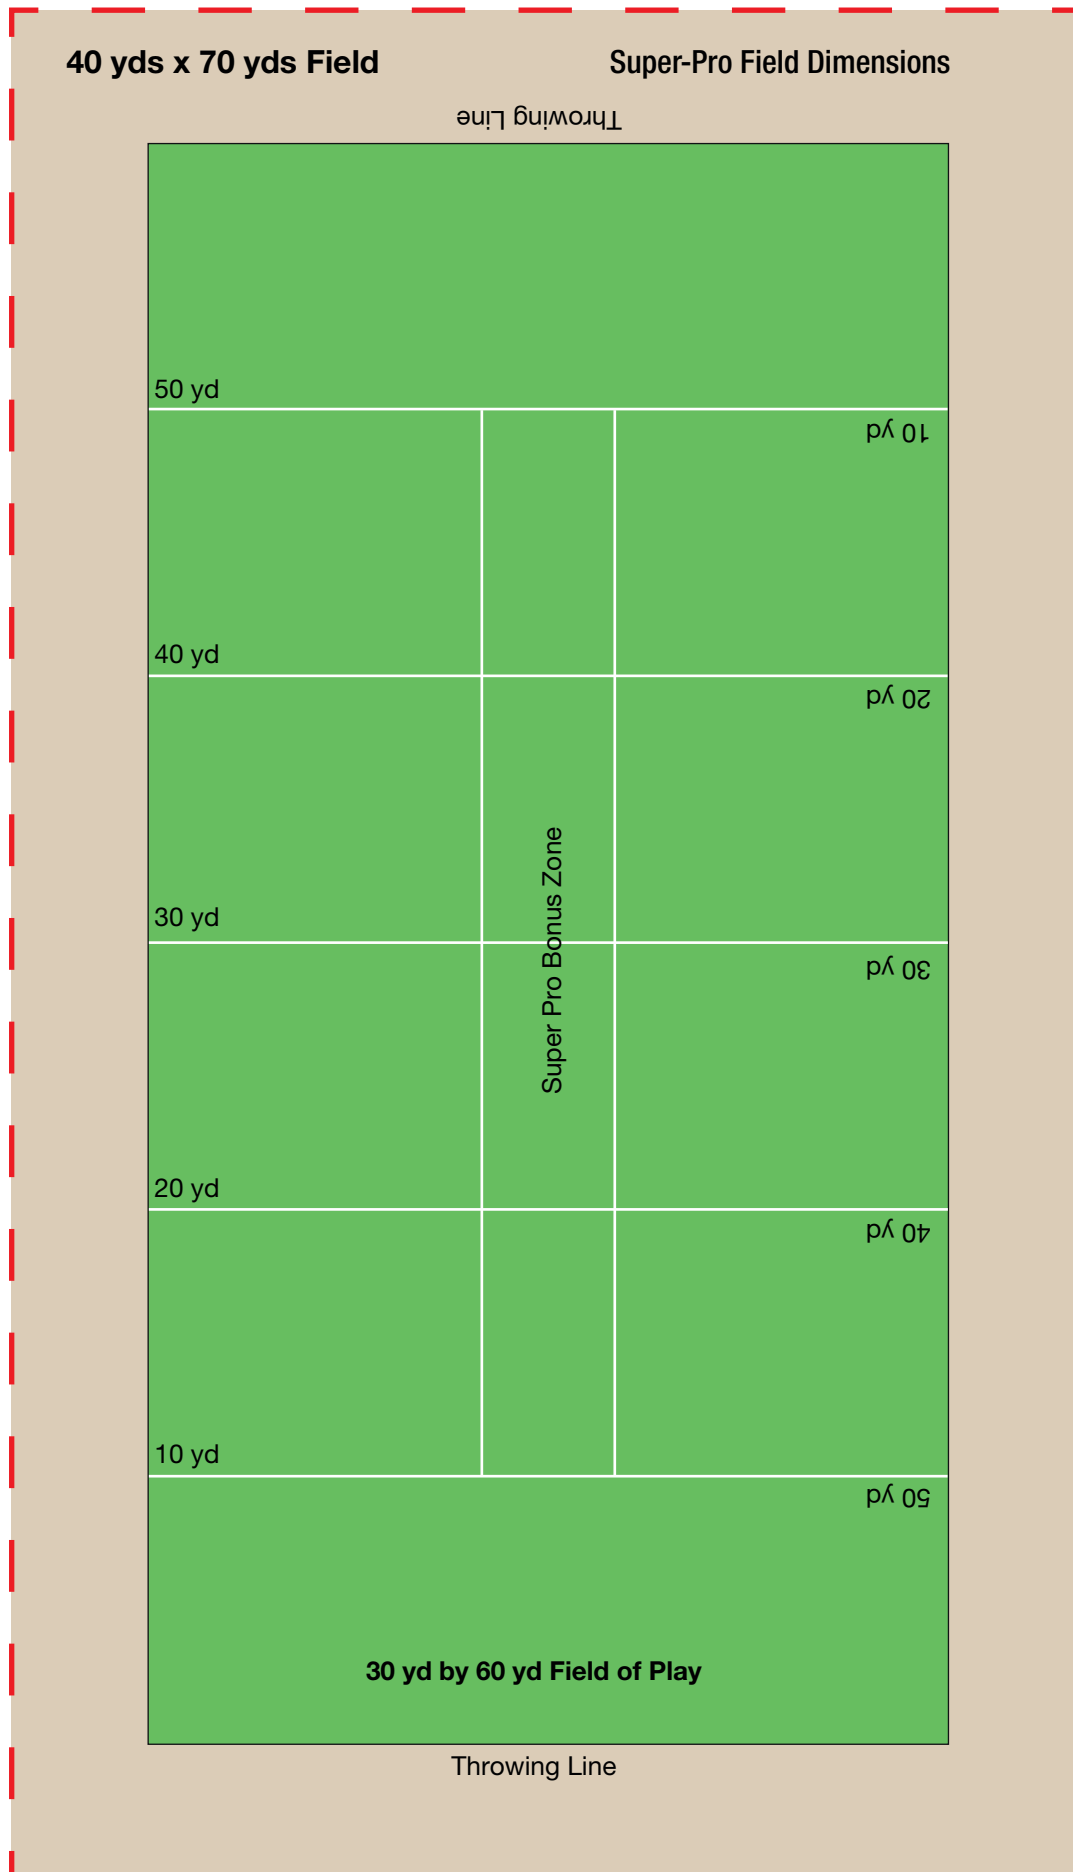 40 yds x 70 yds Field
Super-Pro Field Dimensions
Throwing Line
50 yd
10 yd
40 yd
20 yd
Super Pro Bonus Zone
30 yd
30 yd
20 yd
40 yd
10 yd
50 yd
30 yd by 60 yd Field of Play
Throwing Line